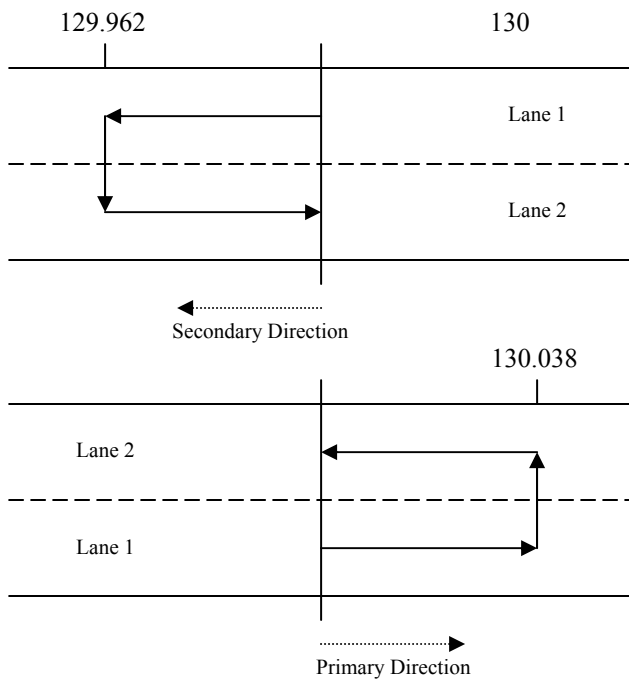 129.962 130
Lane 1
Lane 2
Secondary Direction
130.038
Lane 2
Lane 1
Primary Direction